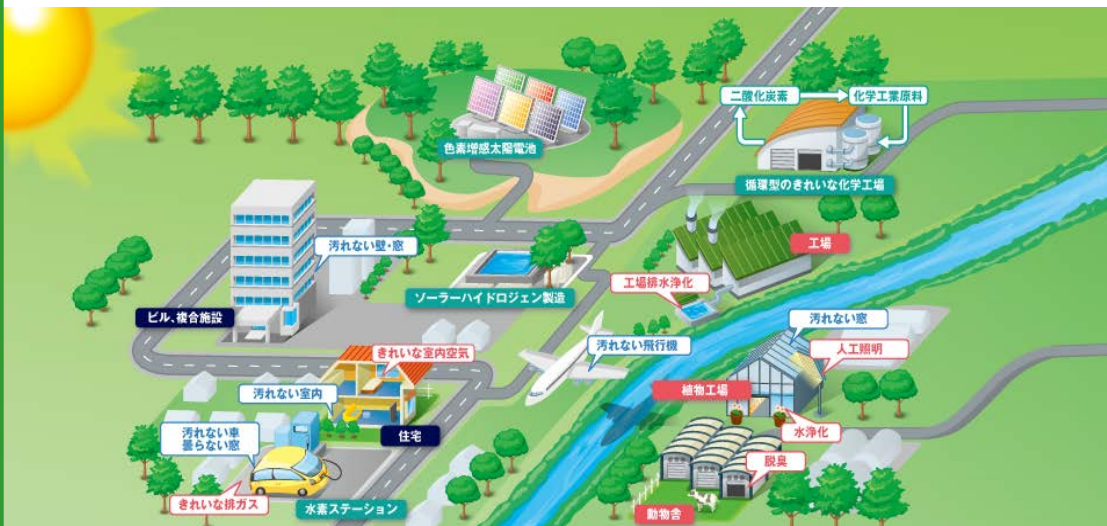 二酸化炭素
化学工業原料
色素増感太陽電池
循環型のきれいな化学工場
汚れない壁・窓
工場
工場排水浄化
ソーラーハイドロジェン製造
ビル、複合施設
汚れない窓
きれいな室内空気
汚れない飛行機
人工照明
汚れない室内
植物工場
住宅
汚れない車
曇らない窓
水浄化
脱臭
きれいな排ガス
水素ステーション
動物舎